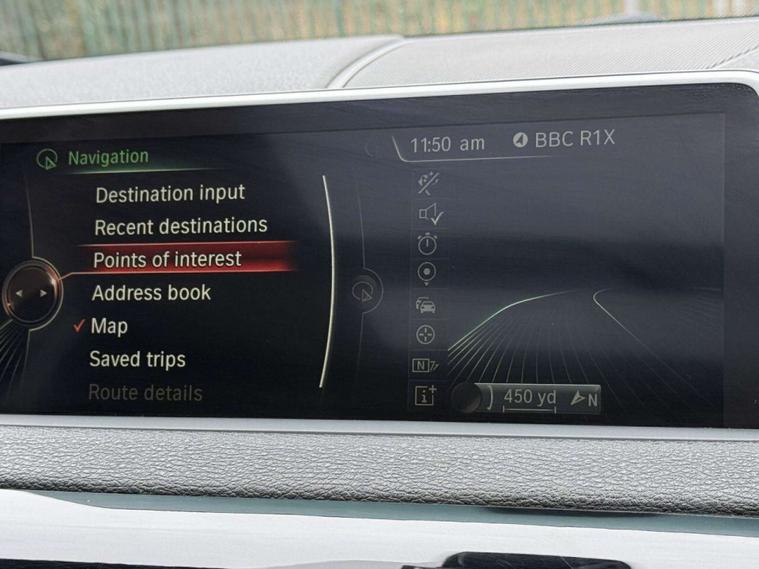 Navigation
11:50 am
BBC R1X
Destination input
Recent destinations
Points of interest
Address book
Map
Saved trips
Route details
N
i+
450 yd
N